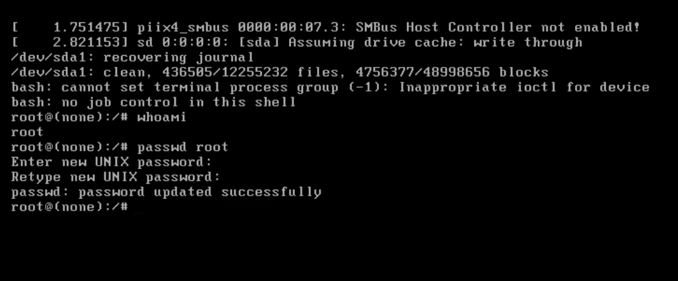 [    1.751475] piix4_smbus 0000:00:07.3: SMBus Host Controller not enabled!
[    2.821153] sd 0:0:0:0: [sda] Assuming drive cache: write through
/dev/sda1: recovering journal
/dev/sda1: clean, 436505/12255232 files, 4756377/48998656 blocks
bash: cannot set terminal process group (-1): Inappropriate ioctl for device
bash: no job control in this shell
root@(none):/# whoami
root
root@(none):/# passwd root
Enter new UNIX password:
Retype new UNIX password:
passwd: password updated successfully
root@(none):/#